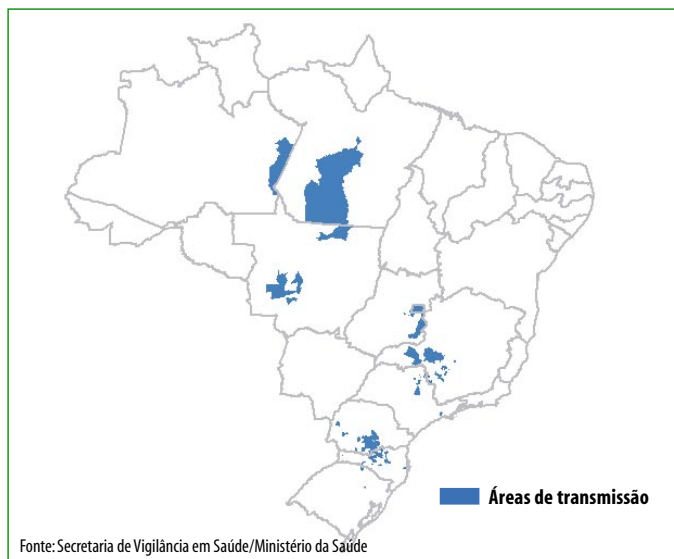 Áreas de transmissão
Fonte: Secretaria de Vigilância em Saúde/Ministério da Saúde